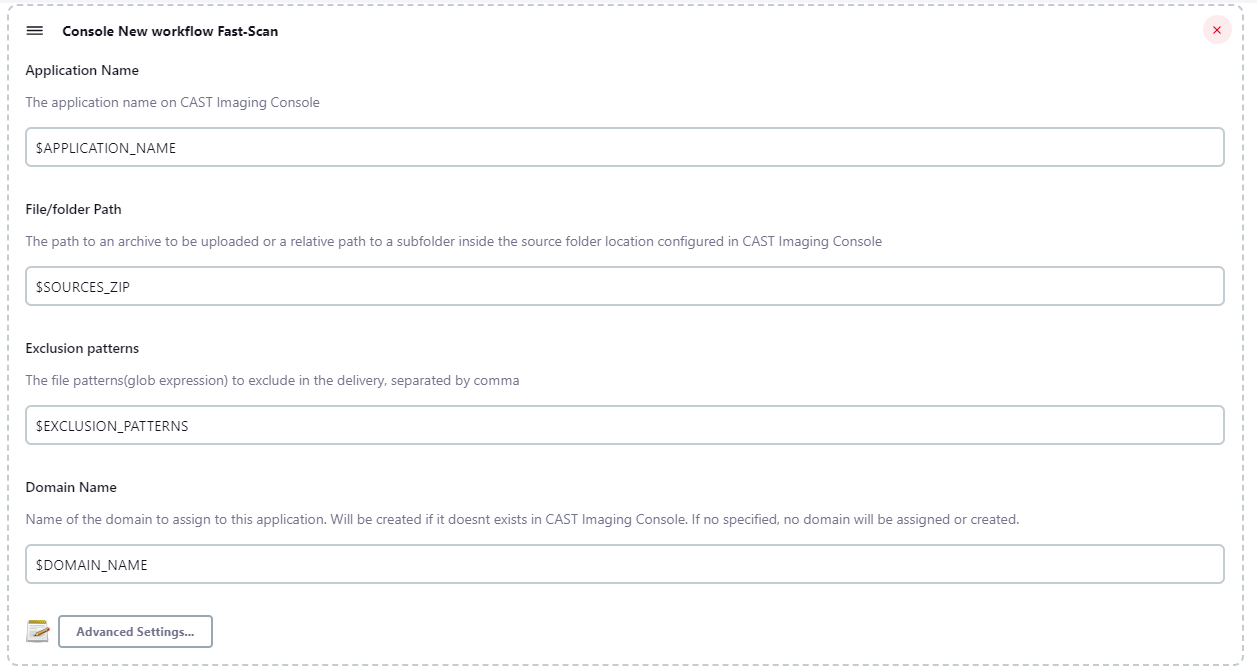 Console New workflow Fast-Scan
Application Name
The application name on CAST Imaging Console
$APPLICATION_NAME
File/folder Path
The path to an archive to be uploaded or a relative path to a subfolder inside the source folder location configured in CAST Imaging Console
$SOURCES_ZIP
Exclusion patterns
The file patterns(glob expression) to exclude in the delivery, separated by comma
$EXCLUSION_PATTERNS
Domain Name
Name of the domain to assign to this application. Will be created if it doesnt exists in CAST Imaging Console. If no specified, no domain will be assigned or created.
$DOMAIN_NAME
Advanced Settings...